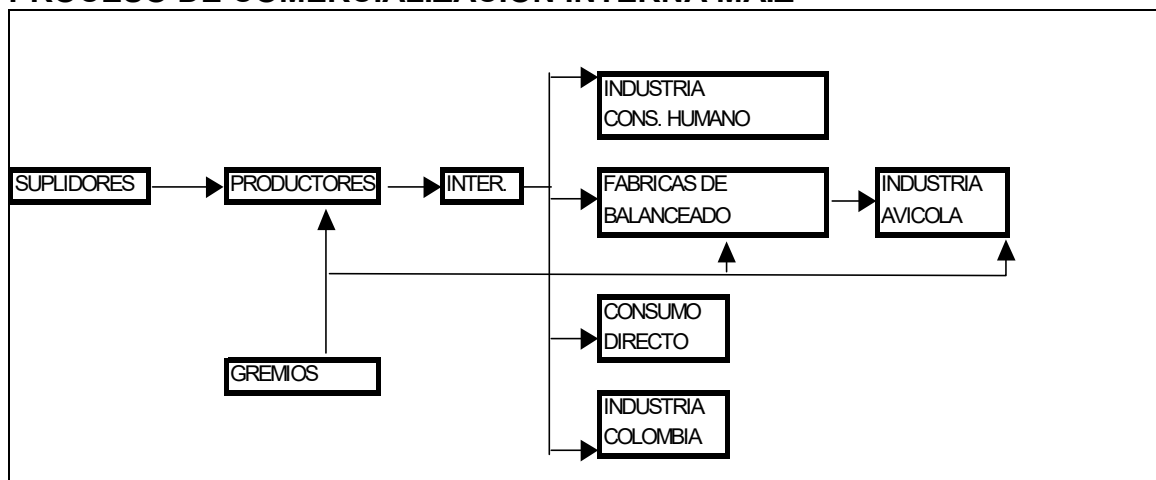 PROCESO DE COMERCIALIZACION INTERNA MAIZ
INDUSTRIA
CONS. HUMANO
SUPLIDORES
PRODUCTORES
INTER.
FABRICAS DE
BALANCEADO
INDUSTRIA
AVICOLA
CONSUMO
DIRECTO
GREMIOS
INDUSTRIA
COLOMBIA